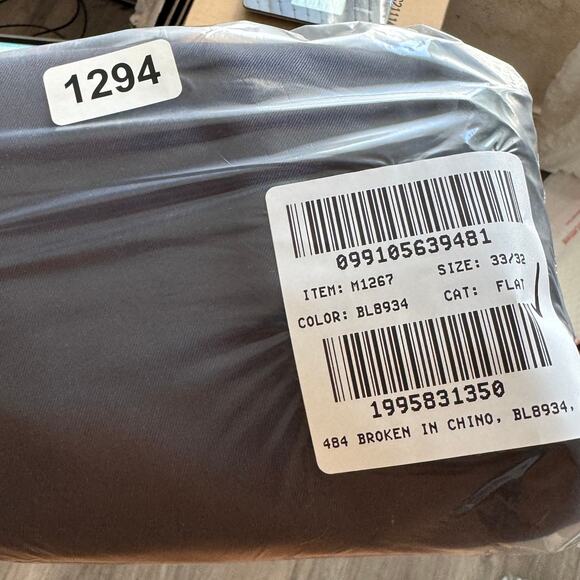 1294
099105639481
ITEM: M1267 SIZE: 33/32
COLOR: BL8934 CAT: FLAT
1995831350
484 BROKEN IN CHINO, BL8934,